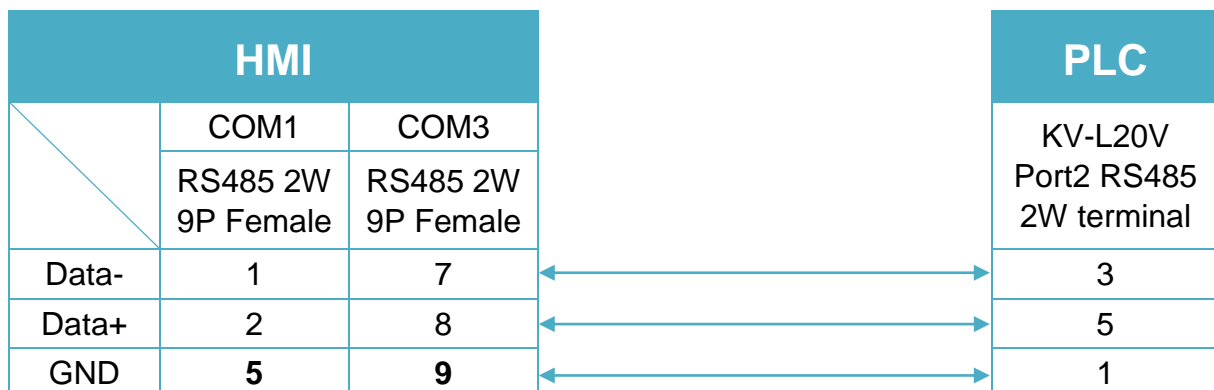 HMI PLC
COM1 COM3
RS485 2W RS485 2W
9P Female 9P Female
KV-L20V
Port2 RS485
2W terminal
Data- 1 7 3
Data+ 2 8 5
GND 5 9 1